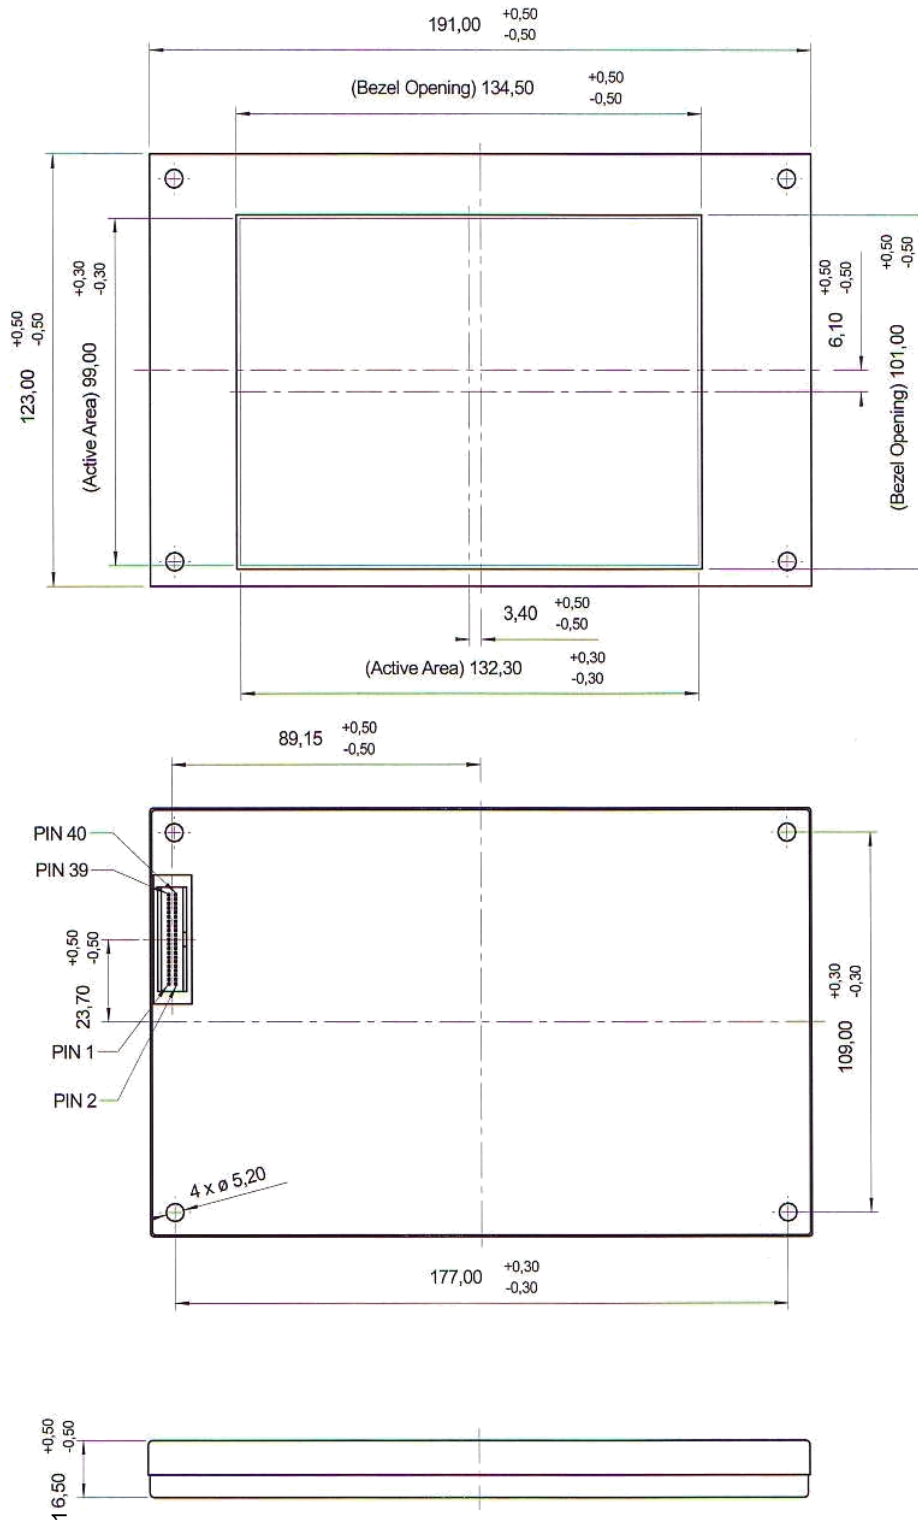 191,00 +0,50 -0,50
(Bezel Opening) 134,50 +0,50 -0,50
123,00 +0,50 -0,50
(Active Area) 99,00 +0,30 -0,30
6,10 +0,50 -0,50
(Bezel Opening) 101,00 +0,50 -0,50
3,40 +0,50 -0,50
(Active Area) 132,30 +0,30 -0,30
89,15 +0,50 -0,50
PIN 40
PIN 39
23,70 +0,50 -0,50
PIN 1
PIN 2
109,00 +0,30 -0,30
4 x ø 5,20
177,00 +0,30 -0,30
16,50 +0,50 -0,50